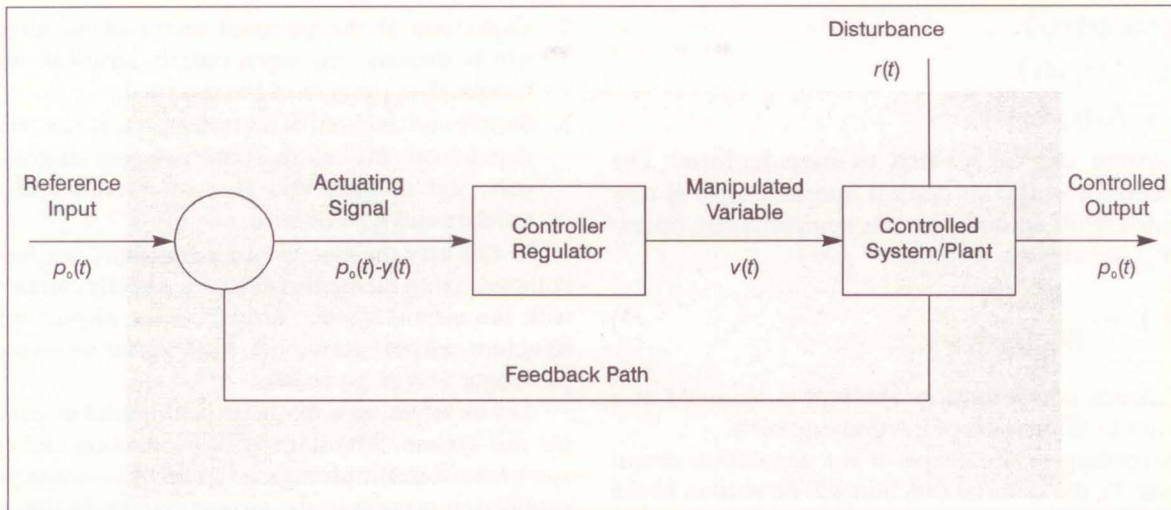 Disturbance
r(t)
Reference
Input
p₀(t)
Actuating
Signal
p₀(t)-y(t)
Controller
Regulator
Manipulated
Variable
v(t)
Controlled
System/Plant
Controlled
Output
p₀(t)
Feedback Path